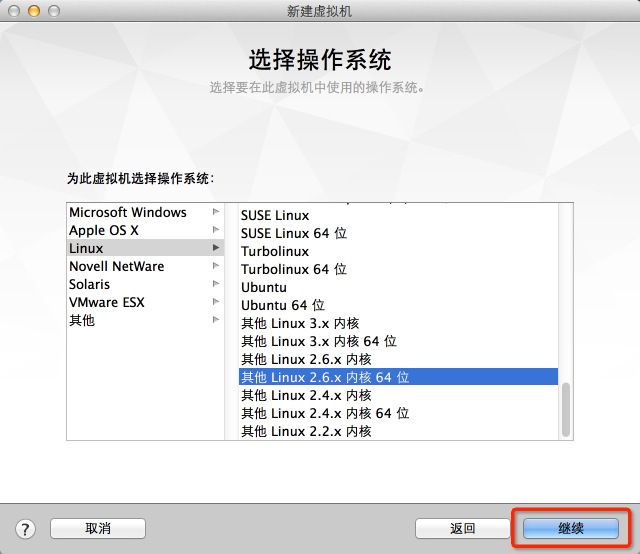 新建虚拟机
选择操作系统
选择要在此虚拟机中使用的操作系统。
为此虚拟机选择操作系统:
Microsoft Windows
Apple OS X
Linux
Novell NetWare
Solaris
VMware ESX
其他
SUSE Linux
SUSE Linux 64 位
Turbolinux
Turbolinux 64 位
Ubuntu
Ubuntu 64 位
其他 Linux 3.x 内核
其他 Linux 3.x 内核 64 位
其他 Linux 2.6.x 内核
其他 Linux 2.6.x 内核 64 位
其他 Linux 2.4.x 内核
其他 Linux 2.4.x 内核 64 位
其他 Linux 2.2.x 内核
?
取消
返回
继续